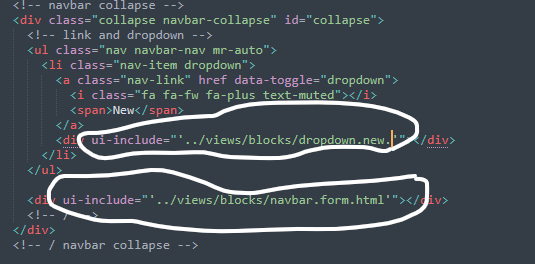 <!-- navbar collapse -->
<div class="collapse navbar-collapse" id="collapse">
<!-- link and dropdown -->
<ul class="nav navbar-nav mr-auto">
<li class="nav-item dropdown">
<a class="nav-link" href data-toggle="dropdown">
<i class="fa fa-fw fa-plus text-muted"></i>
<span>New</span>
</a>
<di ui-include="'../views/blocks/dropdown.new.'" </div>
</li>
</ul>
<div ui-include="'../views/blocks/navbar.form.html'"></div>
<!-- / >
</div>
<!-- / navbar collapse -->